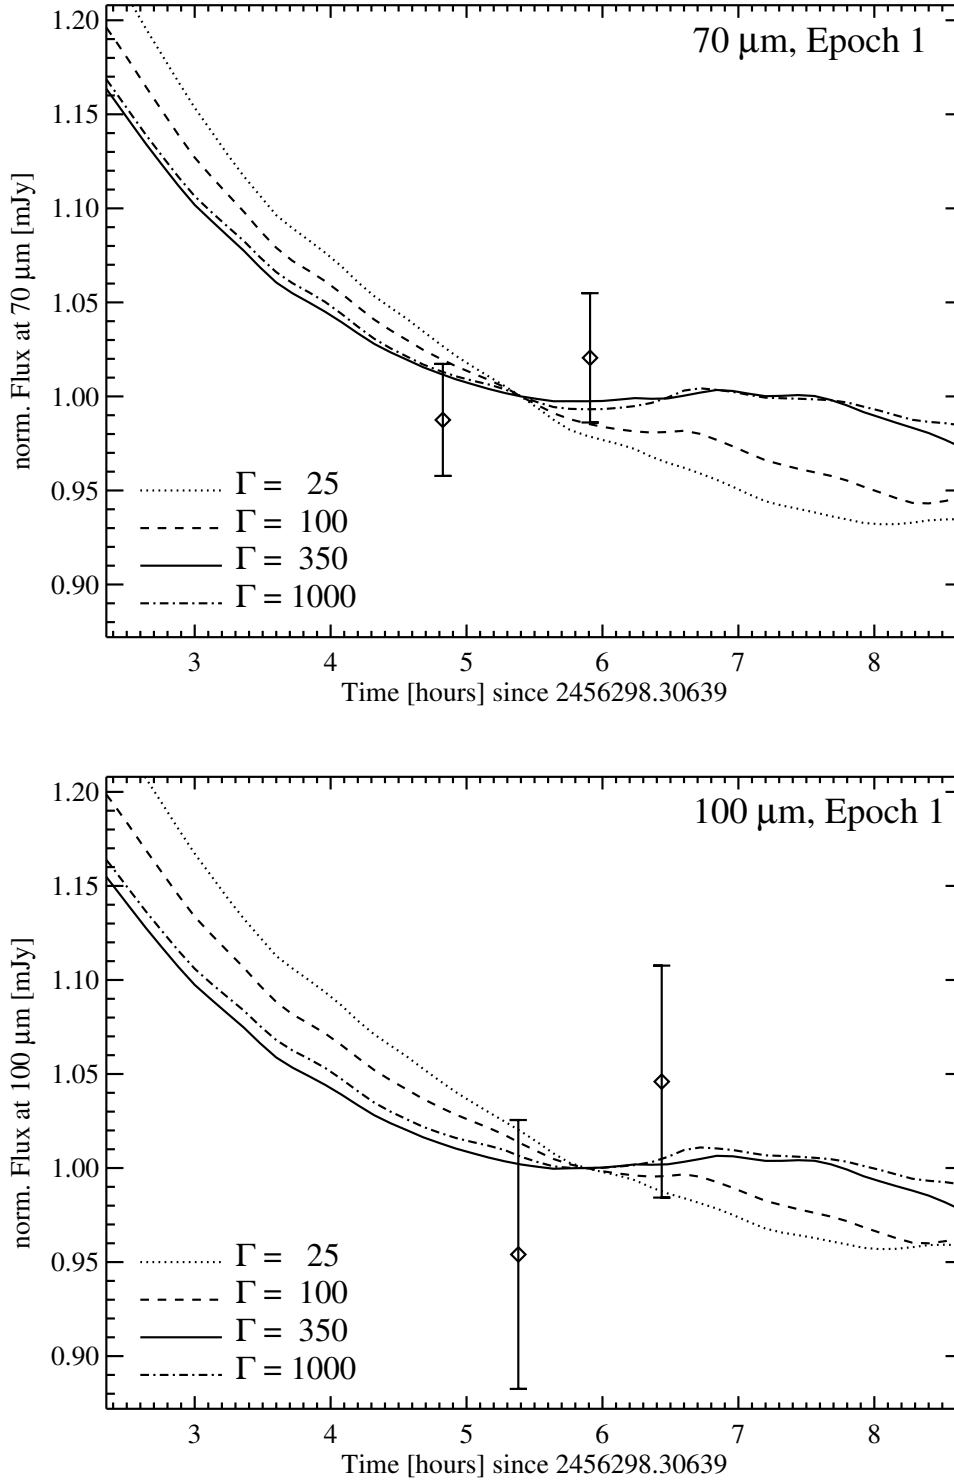 70 μm, Epoch 1
norm. Flux at 70 μm [mJy]
1.20
1.15
1.10
1.05
1.00
0.95
0.90
Γ = 25
Γ = 100
Γ = 350
Γ = 1000
3 4 5 6 7 8
Time [hours] since 2456298.30639
100 μm, Epoch 1
norm. Flux at 100 μm [mJy]
1.20
1.15
1.10
1.05
1.00
0.95
0.90
Γ = 25
Γ = 100
Γ = 350
Γ = 1000
3 4 5 6 7 8
Time [hours] since 2456298.30639